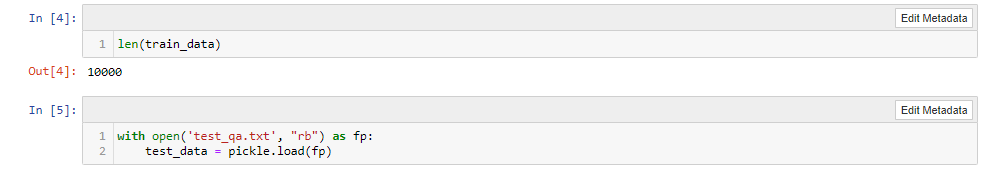 In [4]:
Edit Metadata
1 len(train_data)
Out[4]: 10000
In [5]:
Edit Metadata
1 with open('test_qa.txt', "rb") as fp:
2     test_data = pickle.load(fp)